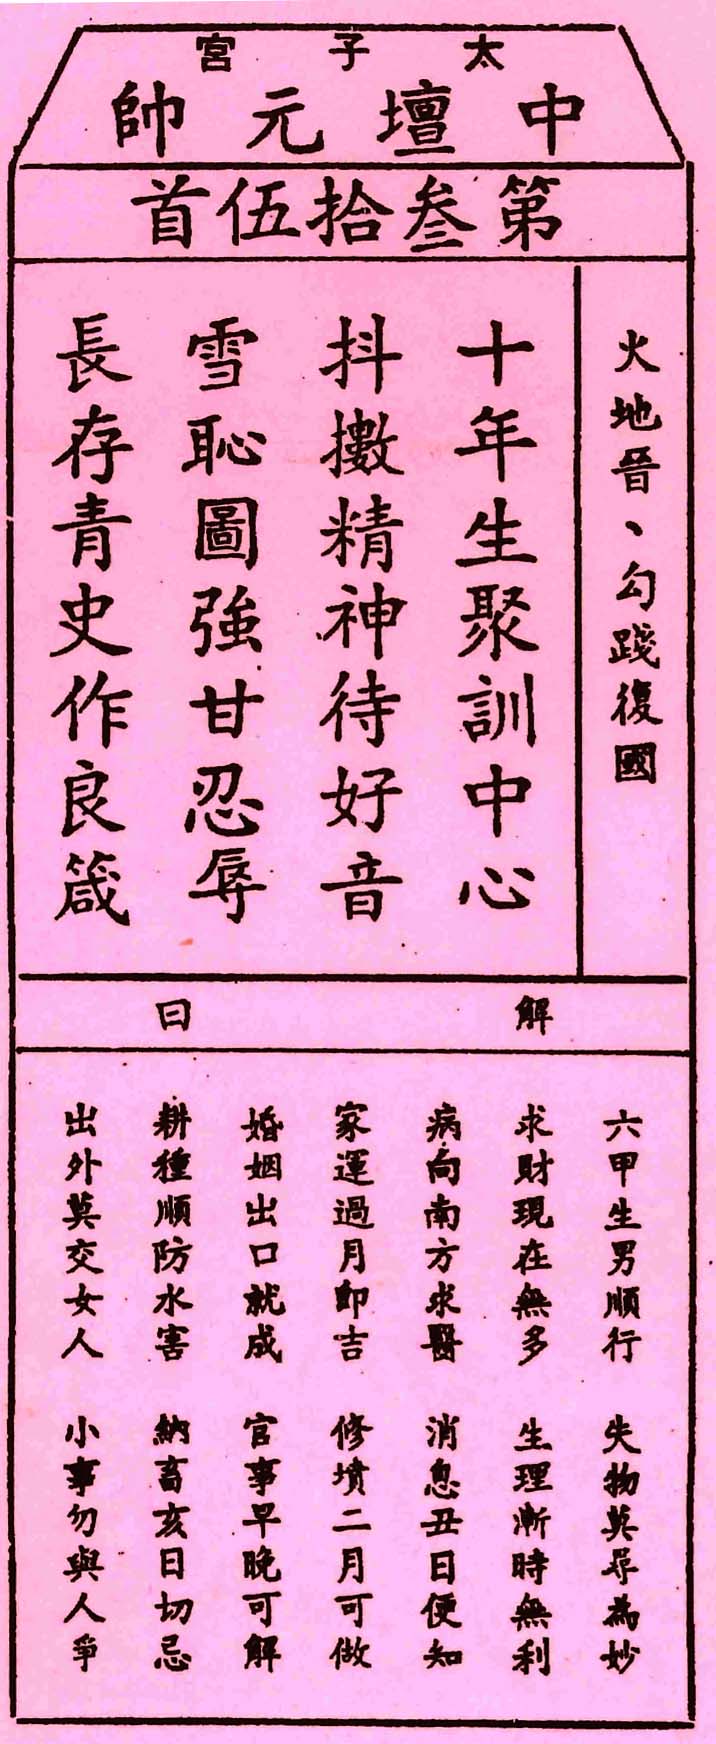 太子宮
中壇元帥
第叁拾伍首
火地晉、勾踐復國
十年生聚訓中心
抖擻精神待好音
雪恥圖強甘忍辱
長存青史作良箴
解曰
六甲生男順行 失物莫尋為妙
求財現在無多 生理漸時無利
病向南方求醫 消息丑日便知
家運過月即吉 修墳二月可做
婚姻出口就成 官事早晚可解
耕種順防水害 納畜亥日切忌
出外莫交女人 小事勿與人爭